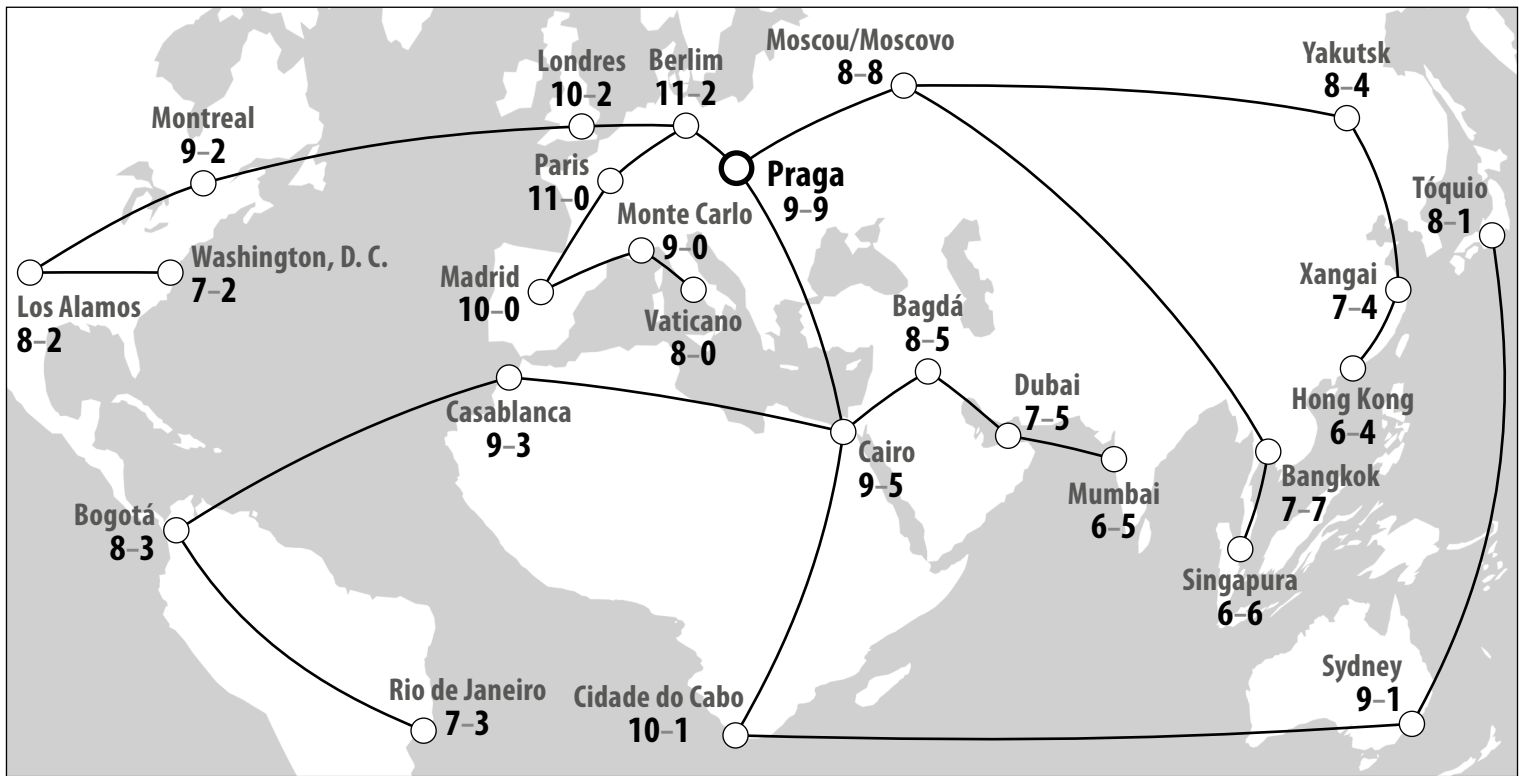 Moscou/Moscovo
8–8
Yakutsk
8–4
Londres
10–2
Berlim
11–2
Montreal
9–2
Paris
11–0
Praga
9–9
Tóquio
8–1
Monte Carlo
9–0
Washington, D. C.
7–2
Madrid
10–0
Xangai
7–4
Los Alamos
8–2
Vaticano
8–0
Bagdá
8–5
Dubai
7–5
Hong Kong
6–4
Casablanca
9–3
Cairo
9–5
Mumbai
6–5
Bangkok
7–7
Bogotá
8–3
Singapura
6–6
Sydney
9–1
Rio de Janeiro
7–3
Cidade do Cabo
10–1